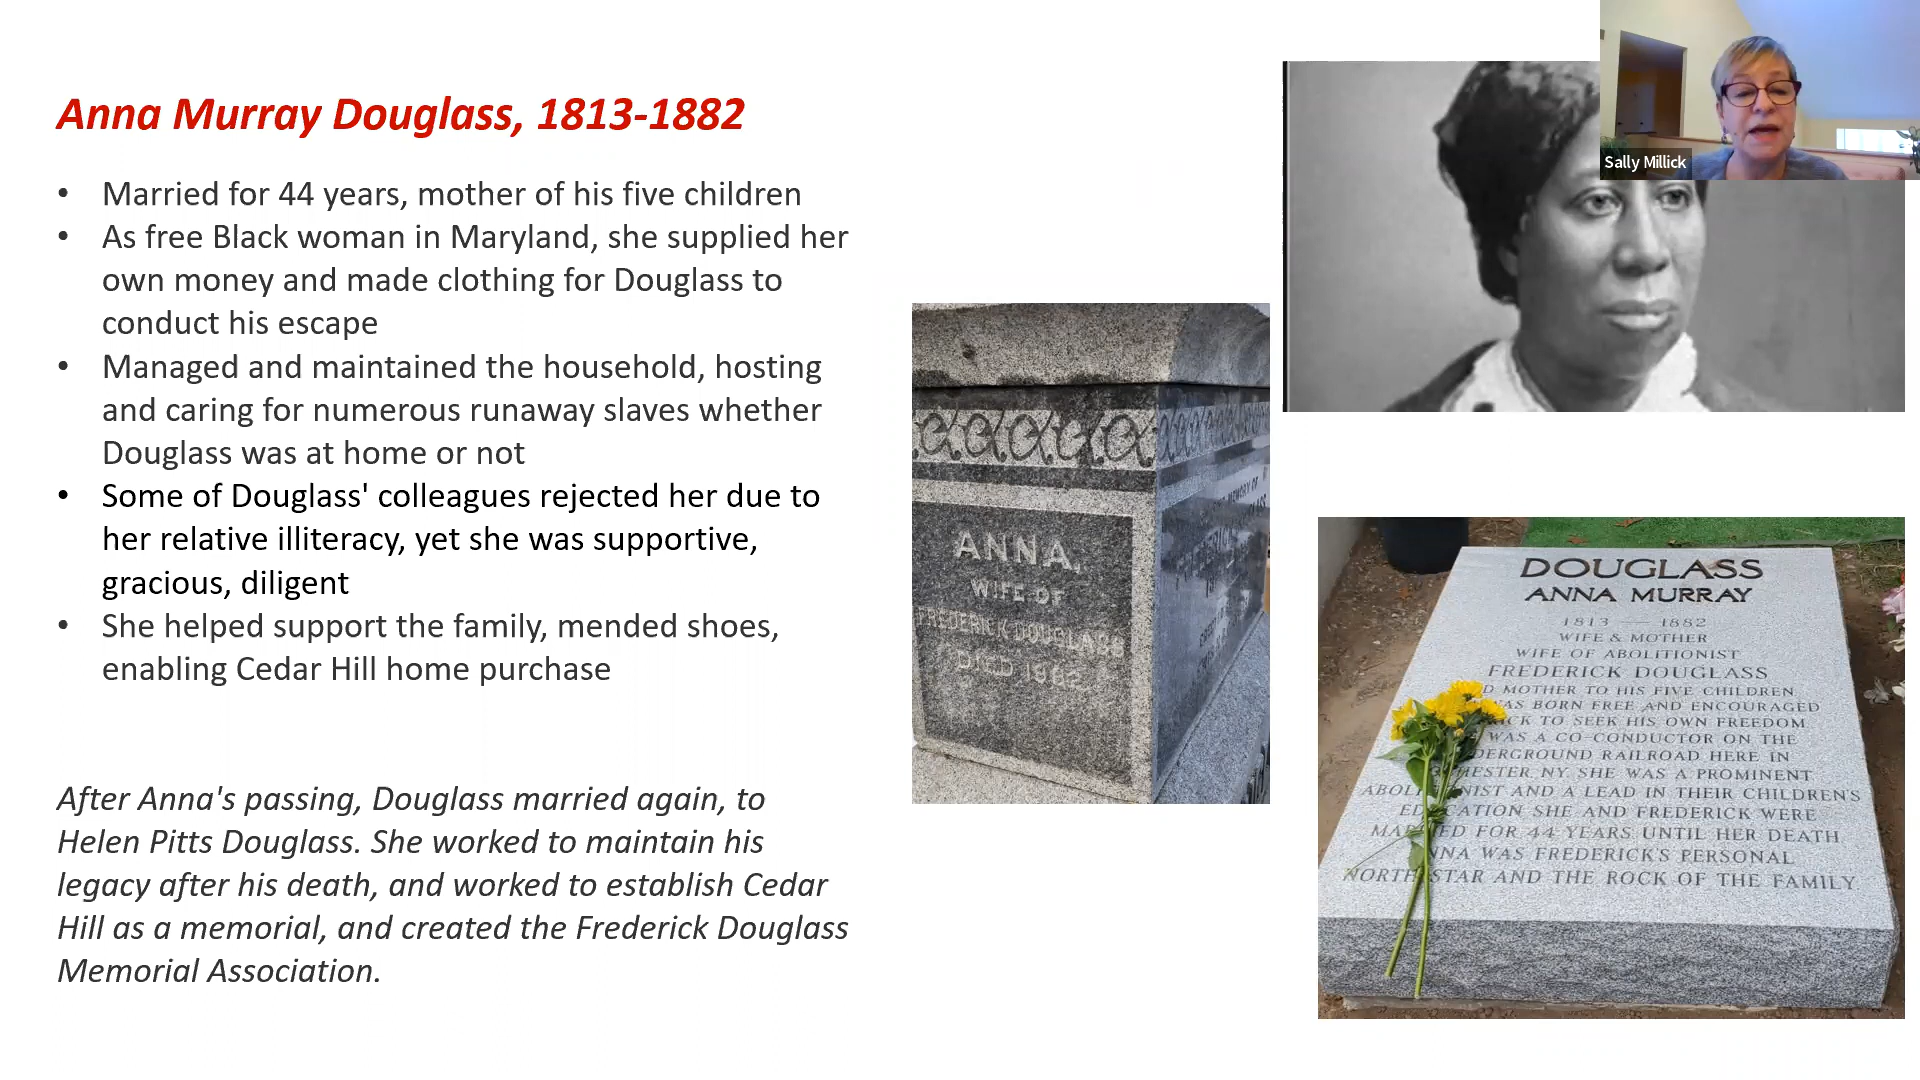 Anna Murray Douglass, 1813-1882
• Married for 44 years, mother of his five children
• As free Black woman in Maryland, she supplied her
own money and made clothing for Douglass to
conduct his escape
• Managed and maintained the household, hosting
and caring for numerous runaway slaves whether
Douglass was at home or not
• Some of Douglass' colleagues rejected her due to
her relative illiteracy, yet she was supportive,
gracious, diligent
• She helped support the family, mended shoes,
enabling Cedar Hill home purchase
After Anna's passing, Douglass married again, to
Helen Pitts Douglass. She worked to maintain his
legacy after his death, and worked to establish Cedar
Hill as a memorial, and created the Frederick Douglass
Memorial Association.
ANNA,
WIFE OF
FREDERICK DOUGLASS
DIED 1882.
MEMORY OF
Sally Millick
DOUGLASS
ANNA MURRAY
1813 — 1882
WIFE & MOTHER
WIFE OF ABOLITIONIST
FREDERICK DOUGLASS
MOTHER TO HIS FIVE CHILDREN
BORN FREE AND ENCOURAGED
TO SEEK HIS OWN FREEDOM
WAS A CO-CONDUCTOR ON THE
RAILROAD HERE IN
NY. SHE WAS A PROMINENT
AND A LEAD IN THEIR CHILDREN'S
EDUCATION SHE AND FREDERICK WERE
MARRIED FOR 44 YEARS UNTIL HER DEATH
WAS FREDERICK'S PERSONAL
NORTH STAR AND THE ROCK OF THE FAMILY